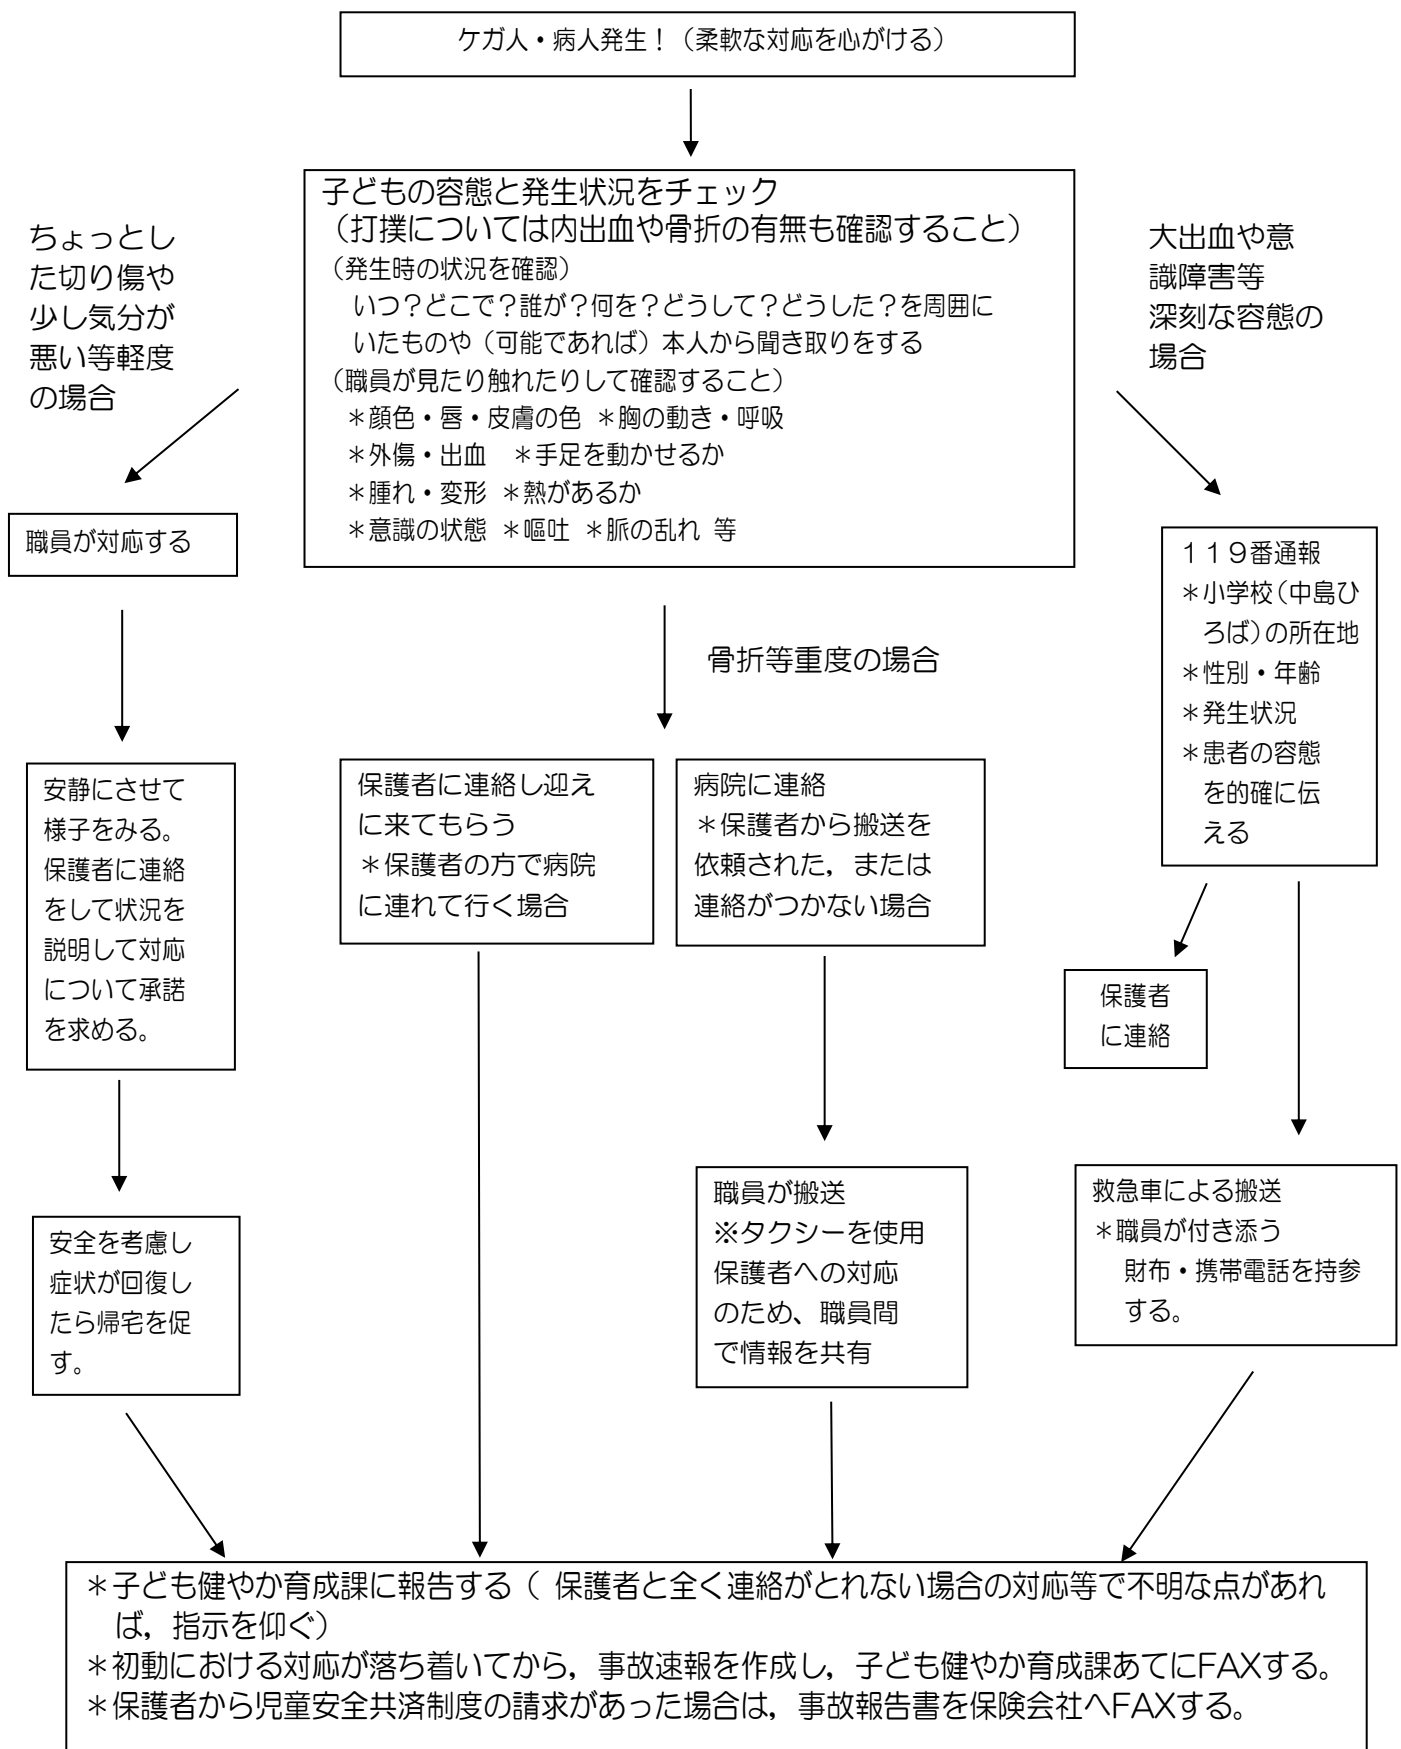 ケガ人・病人発生！（柔軟な対応を心がける）
子どもの容態と発生状況をチェック
（打撲については内出血や骨折の有無も確認すること）
（発生時の状況を確認）
いつ？どこで？誰が？何を？どうして？どうした？を周囲に
いたものや（可能であれば）本人から聞き取りをする
（職員が見たり触れたりして確認すること）
＊顔色・唇・皮膚の色 ＊胸の動き・呼吸
＊外傷・出血　＊手足を動かせるか
＊腫れ・変形 ＊熱があるか
＊意識の状態 ＊嘔吐 ＊脈の乱れ 等
ちょっとし
た切り傷や
少し気分が
悪い等軽度
の場合
大出血や意
識障害等
深刻な容態の
場合
職員が対応する
１１９番通報
＊小学校（中島ひ
ろば）の所在地
＊性別・年齢
＊発生状況
＊患者の容態
を的確に伝
える
骨折等重度の場合
安静にさせて
様子をみる。
保護者に連絡
をして状況を
説明して対応
について承諾
を求める。
保護者に連絡し迎え
に来てもらう
＊保護者の方で病院
に連れて行く場合
病院に連絡
＊保護者から搬送を
依頼された，または
連絡がつかない場合
保護者
に連絡
安全を考慮し
症状が回復し
たら帰宅を促
す。
職員が搬送
※タクシーを使用
保護者への対応
のため、職員間
で情報を共有
救急車による搬送
＊職員が付き添う
財布・携帯電話を持参
する。
＊子ども健やか育成課に報告する（ 保護者と全く連絡がとれない場合の対応等で不明な点があれ
ば，指示を仰ぐ）
＊初動における対応が落ち着いてから，事故速報を作成し，子ども健やか育成課あてにFAXする。
＊保護者から児童安全共済制度の請求があった場合は，事故報告書を保険会社へFAXする。